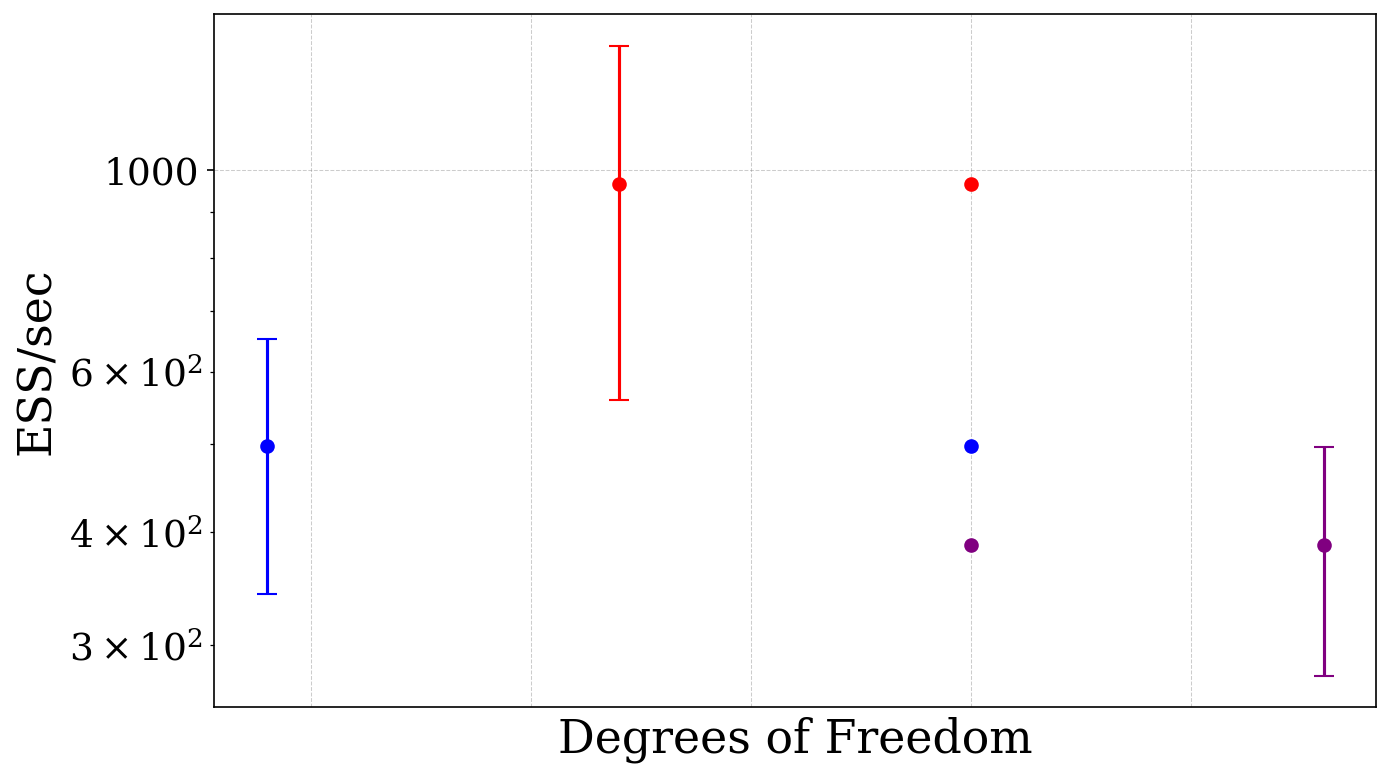 ESS/sec
1000
6 × 10²
4 × 10²
3 × 10²
Degrees of Freedom